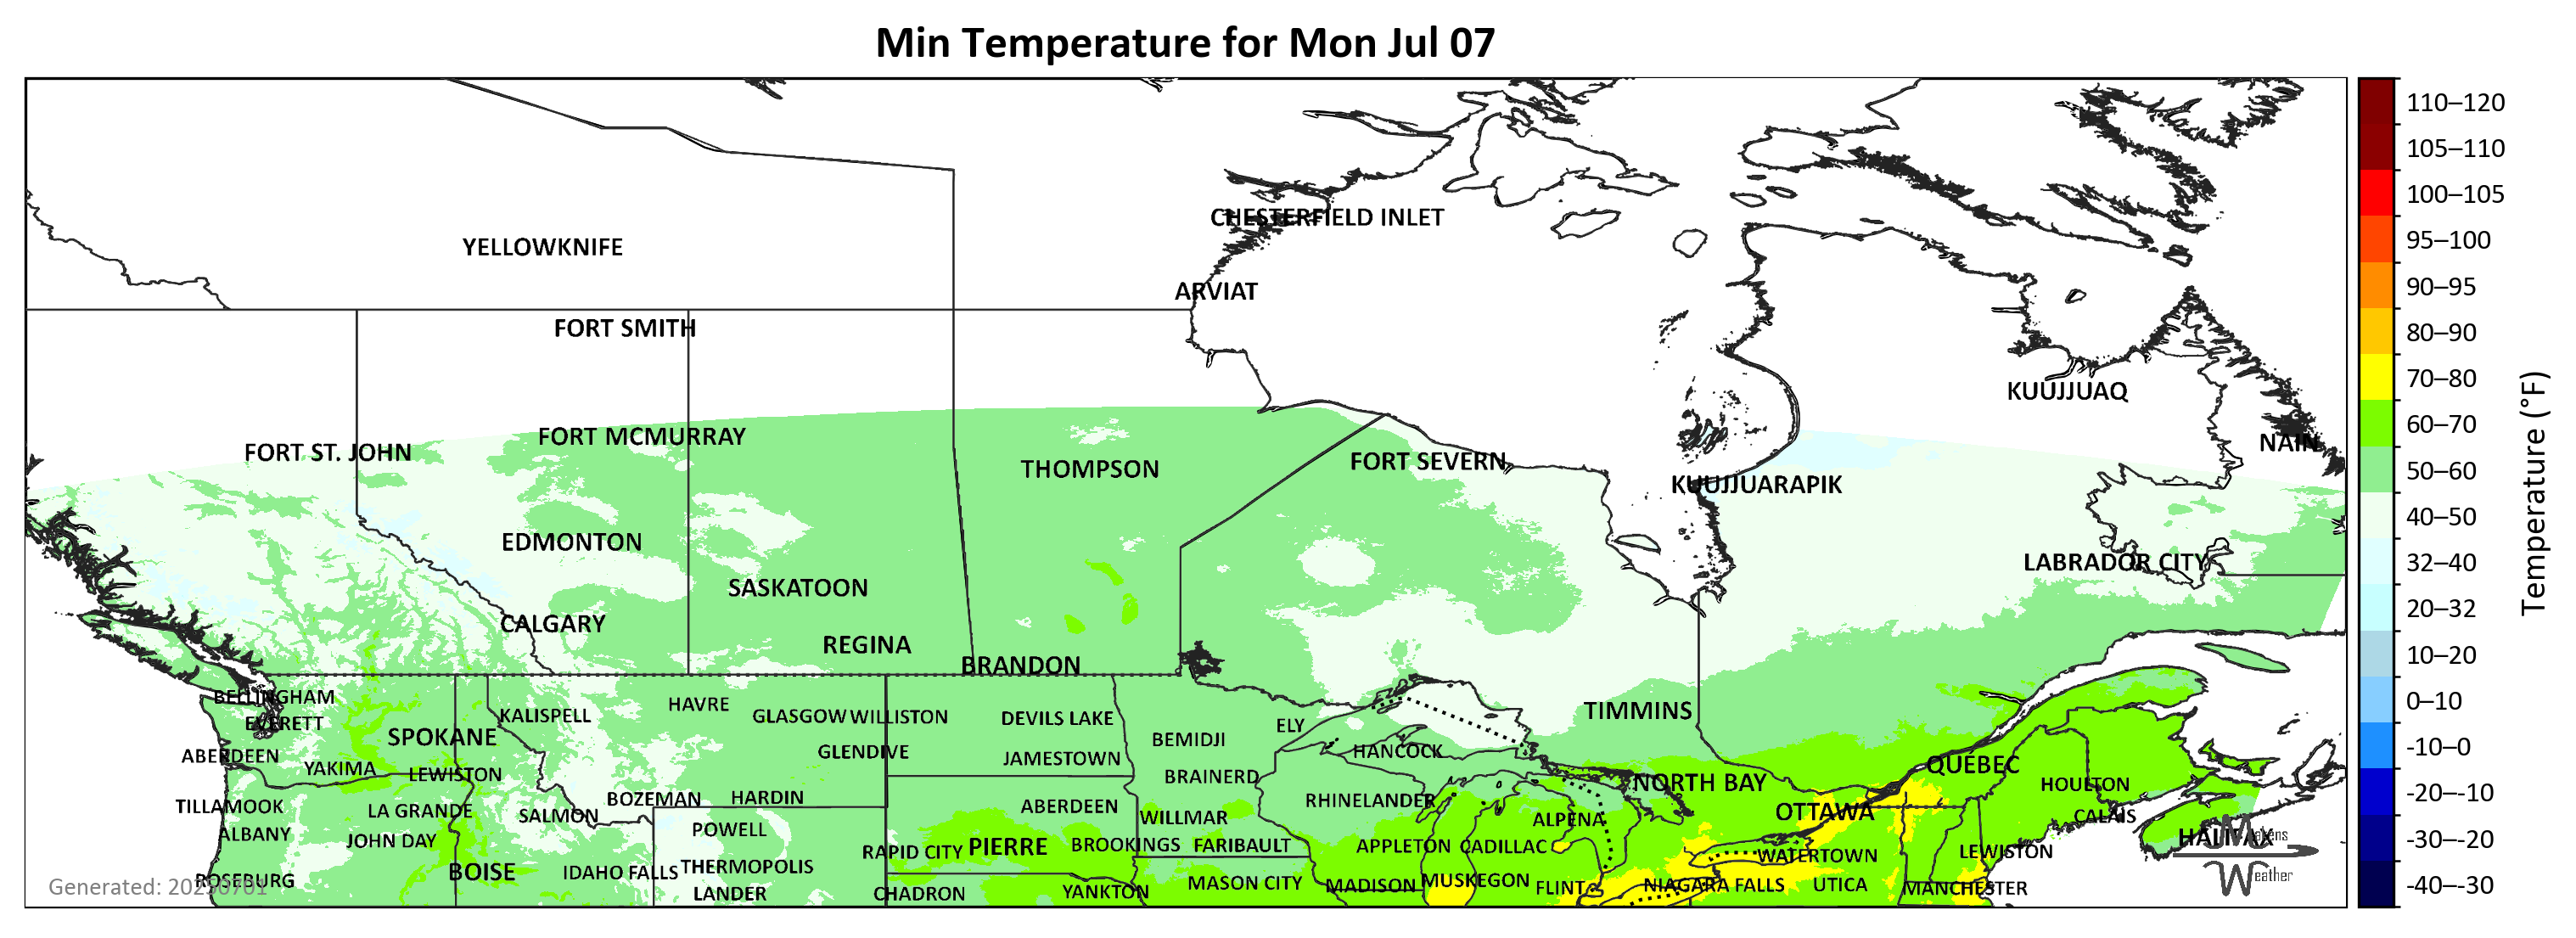 Min Temperature for Mon Jul 07
110–120
105–110
100–105
95–100
90–95
80–90
70–80
60–70
50–60
40–50
32–40
20–32
10–20
0–10
-10–0
-20–-10
-30–-20
-40–-30
Temperature (°F)
CHESTERFIELD INLET
YELLOWKNIFE
ARVIAT
FORT SMITH
KUUJJUAQ
FORT MCMURRAY
NAIN
FORT ST. JOHN
FORT SEVERN
THOMPSON
KUUJJUARAPIK
EDMONTON
LABRADOR CITY
SASKATOON
CALGARY
REGINA
BRANDON
BELLINGHAM
HAVRE
TIMMINS
KALISPELL
GLASGOW
WILLISTON
DEVILS LAKE
EVERETT
ELY
SPOKANE
BEMIDJI
ABERDEEN
GLENDIVE
JAMESTOWN
HANCOCK
QUÉBEC
YAKIMA
LEWISTON
BRAINERD
NORTH BAY
HOULTON
BOZEMAN
HARDIN
RHINELANDER
TILLAMOOK
LA GRANDE
SALMON
ABERDEEN
WILLMAR
ALPENA
OTTAWA
CALAIS
ALBANY
JOHN DAY
POWELL
RAPID CITY
PIERRE
BROOKINGS
FARIBAULT
APPLETON
CADILLAC
WATERTOWN
LEWISTON
HALIFAX
Makens
Weather
BOISE
IDAHO FALLS
THERMOPOLIS
ROSEBURG
MASON CITY
MADISON
MUSKEGON
FLINT
NIAGARA FALLS
UTICA
MANCHESTER
LANDER
CHADRON
YANKTON
Generated: 20250701